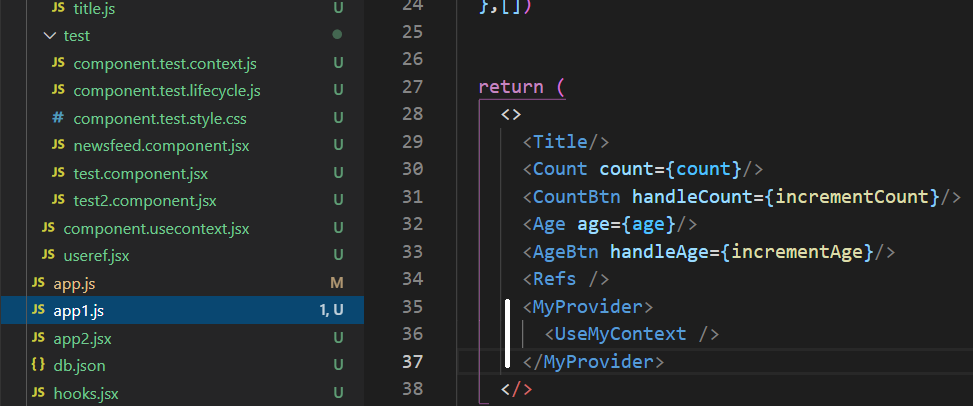 JS title.js U
test
JS component.test.context.js U
JS component.test.lifecycle.js U
# component.test.style.css U
JS newsfeed.component.jsx U
JS test.component.jsx U
JS test2.component.jsx U
JS component.usecontext.jsx U
JS useref.jsx U
JS app.js M
JS app1.js 1, U
JS app2.jsx U
{} db.json U
JS hooks.jsx U
24 },[])
25
26
27 return (
28 <>
29 <Title/>
30 <Count count={count}/>
31 <CountBtn handleCount={incrementCount}/>
32 <Age age={age}/>
33 <AgeBtn handleAge={incrementAge}/>
34 <Refs />
35 <MyProvider>
36 <UseMyContext />
37 </MyProvider>
38 </>